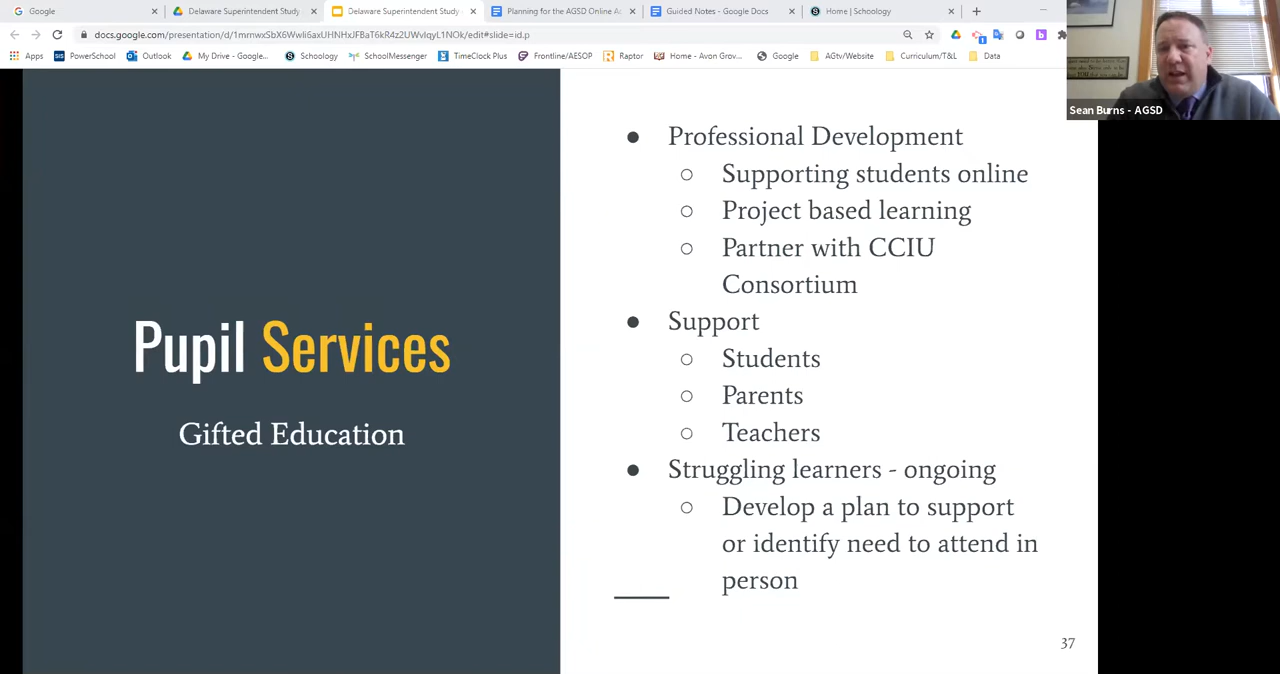 Google
Delaware Superintendent Study
Delaware Superintendent Study
Planning for the AGSD Online Ac
Guided Notes - Google Docs
Home | Schoology
docs.google.com/presentation/d/
edit#slide=id.p
Apps
SIS PowerSchool
Outlook
My Drive - Google...
Schoology
SchoolMessenger
TimeClock Plus
Frontline/AESOP
Raptor
Home - Avon Grov...
Google
AGtv/Website
Curriculum/T&L
Data
Sean Burns - AGSD
Pupil Services
Gifted Education
● Professional Development
○ Supporting students online
○ Project based learning
○ Partner with CCIU
Consortium
● Support
○ Students
○ Parents
○ Teachers
● Struggling learners - ongoing
○ Develop a plan to support
or identify need to attend in
person
37